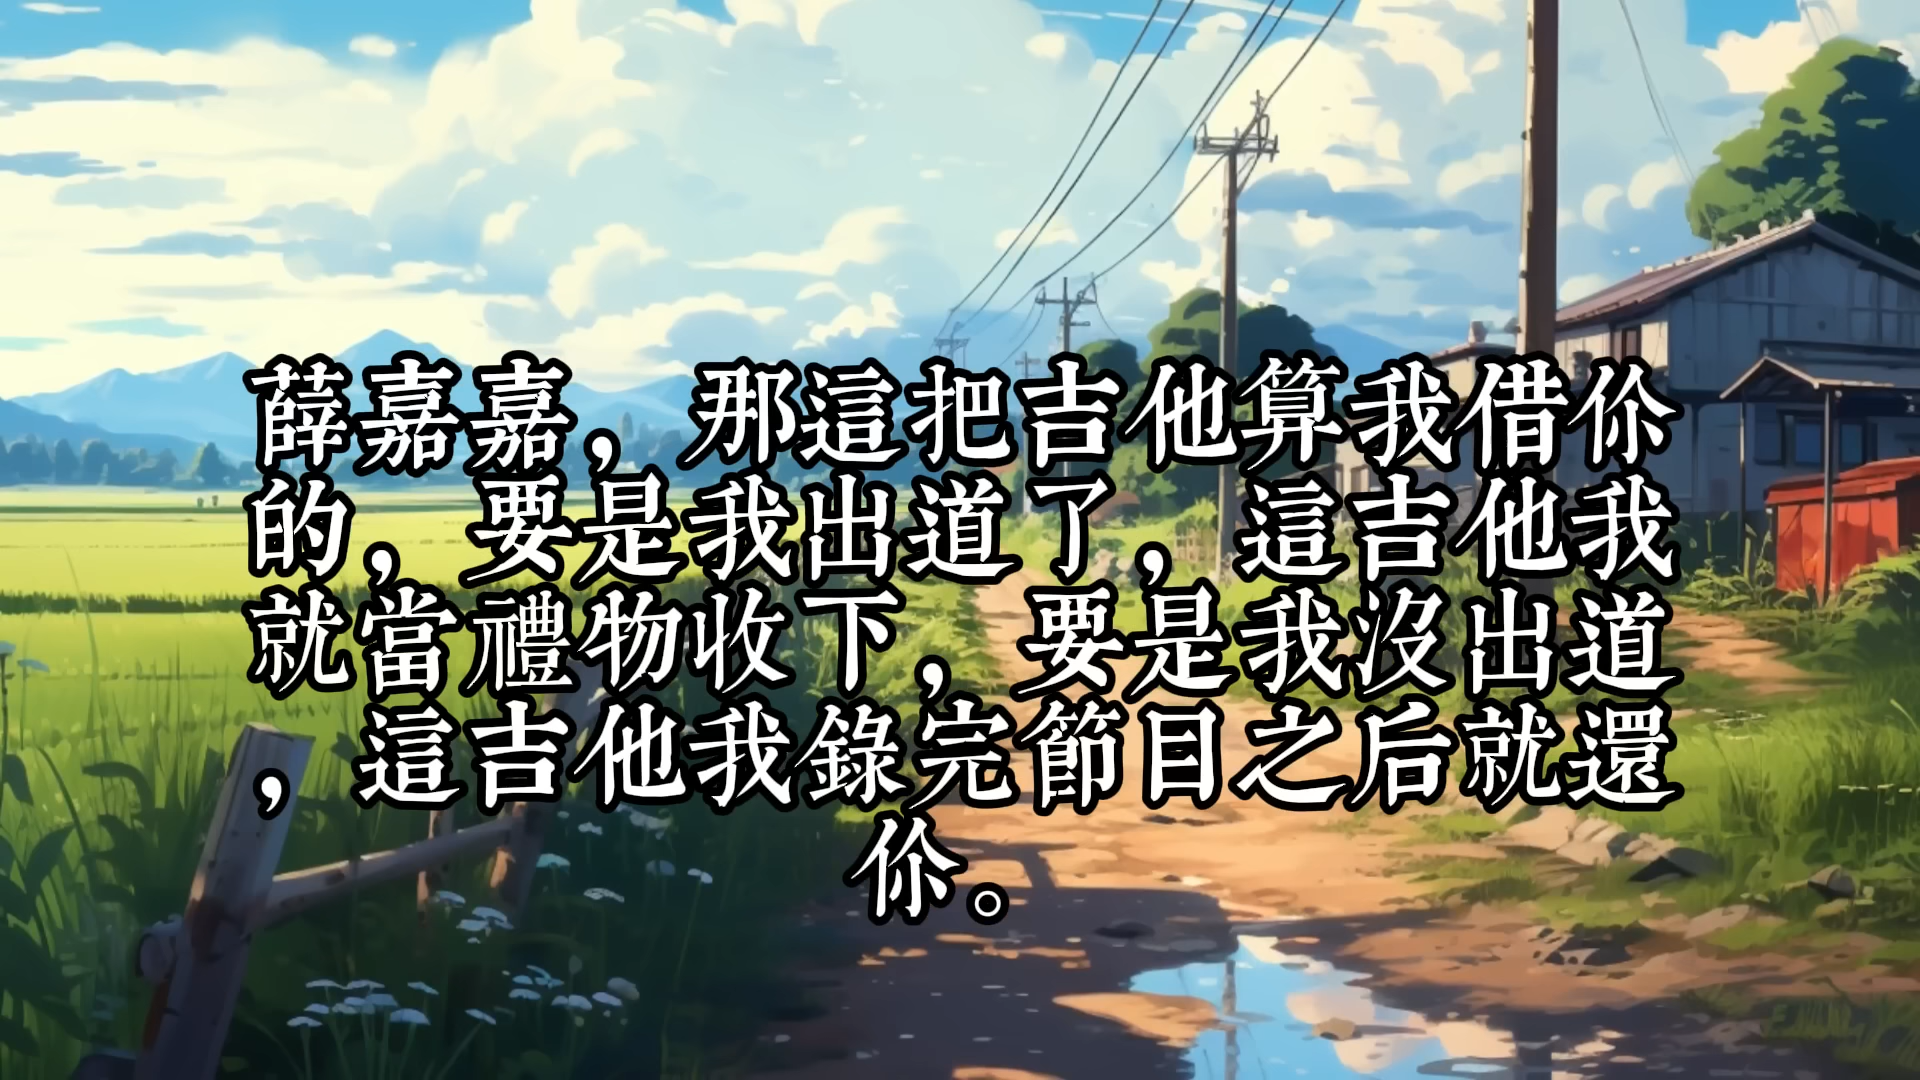 薛嘉嘉，那這把吉他算我借你
的，要是我出道了，這吉他我
就當禮物收下，要是我沒出道
，這吉他我錄完節目之后就還
你。